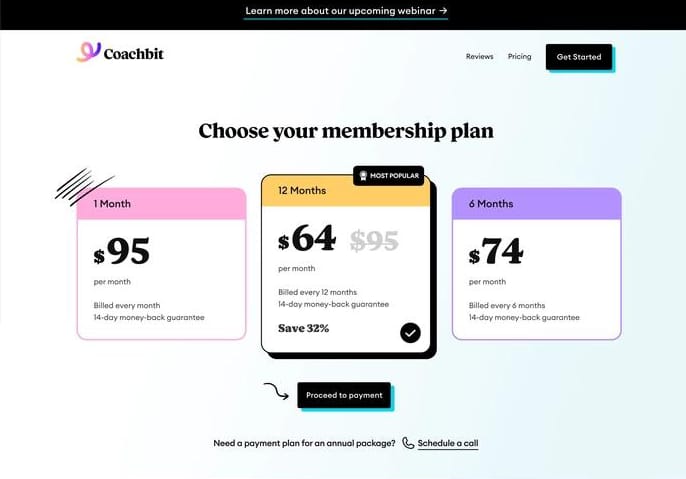 Learn more about our upcoming webinar →
Coachbit
Reviews
Pricing
Get Started
Choose your membership plan
1 Month
$95
per month
Billed every month
14-day money-back guarantee
MOST POPULAR
12 Months
$64 $95
per month
Billed every 12 months
14-day money-back guarantee
Save 32%
6 Months
$74
per month
Billed every 6 months
14-day money-back guarantee
Proceed to payment
Need a payment plan for an annual package? Schedule a call